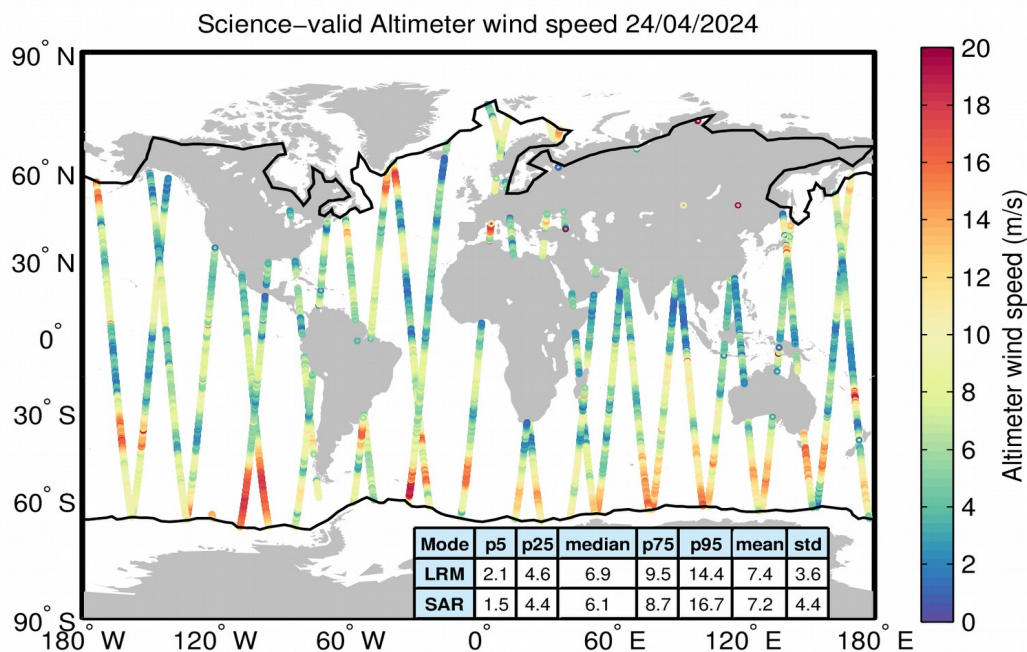 Science−valid Altimeter wind speed 24/04/2024
90° N
60° N
30° N
0°
30° S
60° S
90° S
180° W
120° W
60° W
0°
60° E
120° E
180° E
Mode p5 p25 median p75 p95 mean std
LRM 2.1 4.6 6.9 9.5 14.4 7.4 3.6
SAR 1.5 4.4 6.1 8.7 16.7 7.2 4.4
20
18
16
14
12
10
8
6
4
2
0
Altimeter wind speed (m/s)